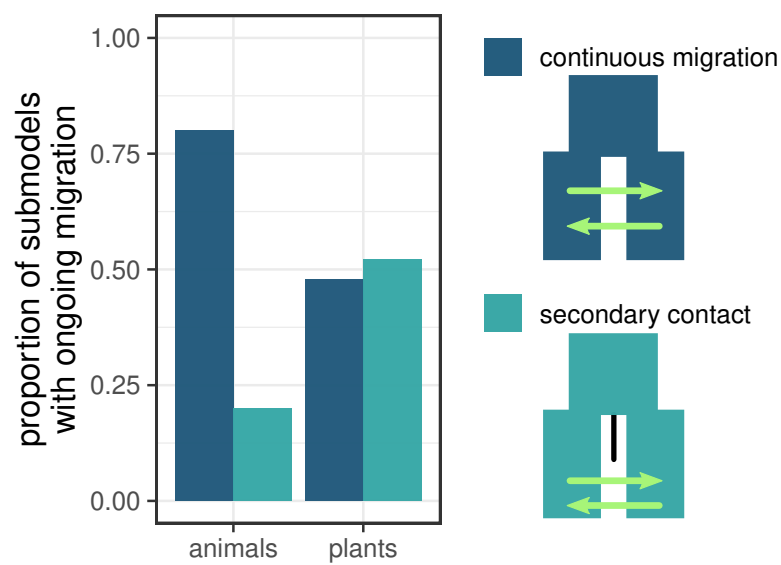 proportion of submodels
with ongoing migration
1.00
0.75
0.50
0.25
0.00
animals
plants
continuous migration
secondary contact